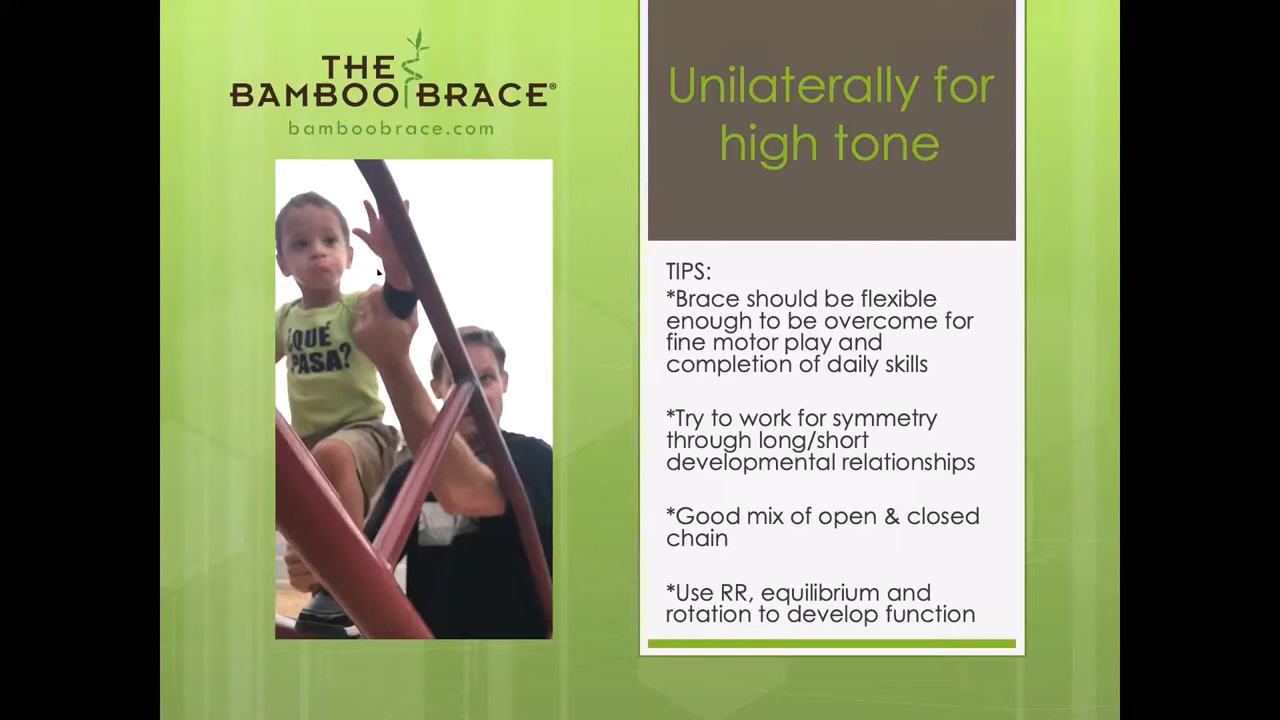 THE
BAMBOO BRACE®
bamboobrace.com
¿QUÉ
PASA?
Unilaterally for
high tone
TIPS:
*Brace should be flexible
enough to be overcome for
fine motor play and
completion of daily skills
*Try to work for symmetry
through long/short
developmental relationships
*Good mix of open & closed
chain
*Use RR, equilibrium and
rotation to develop function